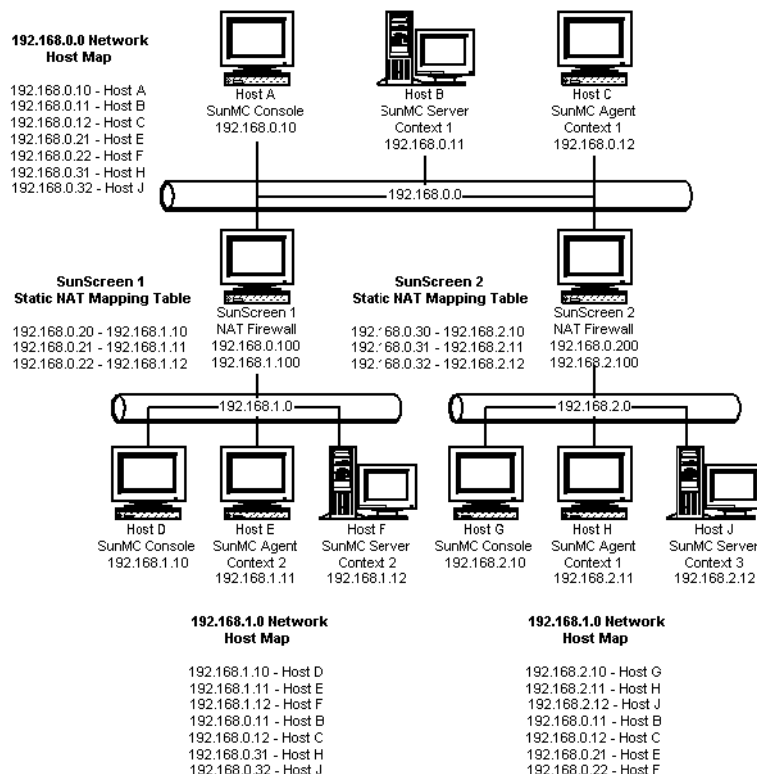 192.168.0.0 Network
Host Map
192.168.0.10 - Host A
192.168.0.11 - Host B
192.168.0.12 - Host C
192.168.0.21 - Host E
192.168.0.22 - Host F
192.168.0.31 - Host H
192.168.0.32 - Host J
Host A
SunMC Console
192.168.0.10
Host B
SunMC Server
Context 1
192.168.0.11
Host C
SunMC Agent
Context 1
192.168.0.12
192.168.0.0
SunScreen 1
Static NAT Mapping Table
192.168.0.20 - 192.168.1.10
192.168.0.21 - 192.168.1.11
192.168.0.22 - 192.168.1.12
SunScreen 1
NAT Firewall
192.168.0.100
192.168.1.100
SunScreen 2
Static NAT Mapping Table
192.168.0.30 - 192.168.2.10
192.168.0.31 - 192.168.2.11
192.168.0.32 - 192.168.2.12
SunScreen 2
NAT Firewall
192.168.0.200
192.168.2.100
192.168.1.0
192.168.2.0
Host D
SunMC Console
192.168.1.10
Host E
SunMC Agent
Context 2
192.168.1.11
Host F
SunMC Server
Context 2
192.168.1.12
Host G
SunMC Console
192.168.2.10
Host H
SunMC Agent
Context 1
192.168.2.11
Host J
SunMC Server
Context 3
192.168.2.12
192.168.1.0 Network
Host Map
192.168.1.10 - Host D
192.168.1.11 - Host E
192.168.1.12 - Host F
192.168.0.11 - Host B
192.168.0.12 - Host C
192.168.0.31 - Host H
192.168.0.32 - Host J
192.168.1.0 Network
Host Map
192.168.2.10 - Host G
192.168.2.11 - Host H
192.168.2.12 - Host J
192.168.0.11 - Host B
192.168.0.12 - Host C
192.168.0.21 - Host E
192.168.0.22 - Host F